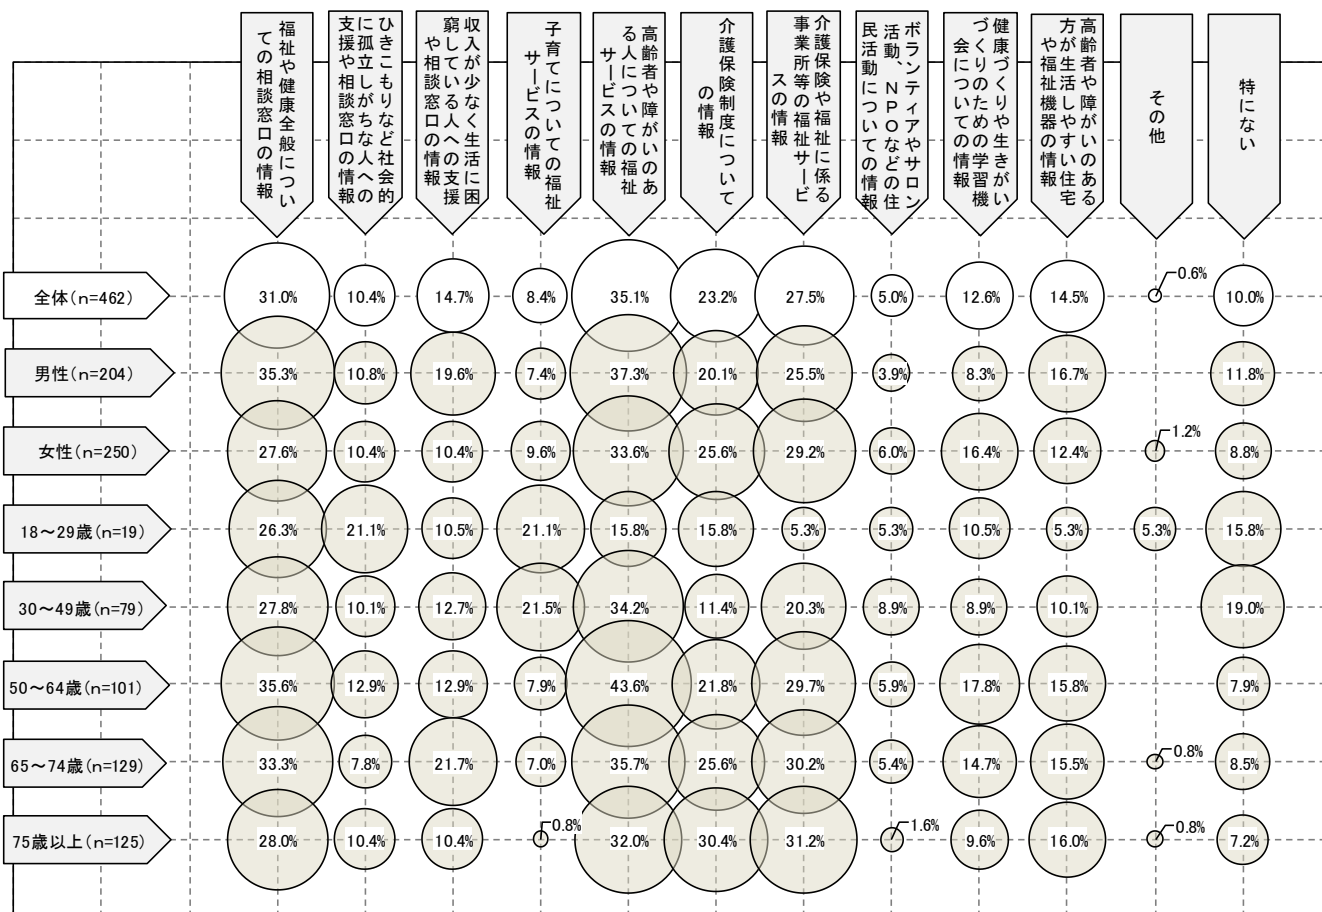 福祉や健康全般につい
ての相談窓口の情報
ひきこもりなど社会的
に孤立しがちな人への
支援や相談窓口の情報
収入が少なく生活に困
窮している人への支援
や相談窓口の情報
子育てについての福祉
サービスの情報
高齢者や障がいのあ
る人についての福祉
サービスの情報
介護保険制度について
の情報
介護保険や福祉に係る
事業所等の福祉サービ
スの情報
ボランティアやサロン
活動、ＮＰＯなどの住
民活動についての情報
健康づくりや生きがい
づくりのための学習機
会についての情報
高齢者や障がいのある
方が生活しやすい住宅
や福祉機器の情報
その他
特にない
全体(n=462) 31.0% 10.4% 14.7% 8.4% 35.1% 23.2% 27.5% 5.0% 12.6% 14.5% 0.6% 10.0%
男性(n=204) 35.3% 10.8% 19.6% 7.4% 37.3% 20.1% 25.5% 3.9% 8.3% 16.7% 11.8%
女性(n=250) 27.6% 10.4% 10.4% 9.6% 33.6% 25.6% 29.2% 6.0% 16.4% 12.4% 1.2% 8.8%
18～29歳(n=19) 26.3% 21.1% 10.5% 21.1% 15.8% 15.8% 5.3% 5.3% 10.5% 5.3% 5.3% 15.8%
30～49歳(n=79) 27.8% 10.1% 12.7% 21.5% 34.2% 11.4% 20.3% 8.9% 8.9% 10.1% 19.0%
50～64歳(n=101) 35.6% 12.9% 12.9% 7.9% 43.6% 21.8% 29.7% 5.9% 17.8% 15.8% 7.9%
65～74歳(n=129) 33.3% 7.8% 21.7% 7.0% 35.7% 25.6% 30.2% 5.4% 14.7% 15.5% 0.8% 8.5%
75歳以上(n=125) 28.0% 10.4% 10.4% 0.8% 32.0% 30.4% 31.2% 1.6% 9.6% 16.0% 0.8% 7.2%